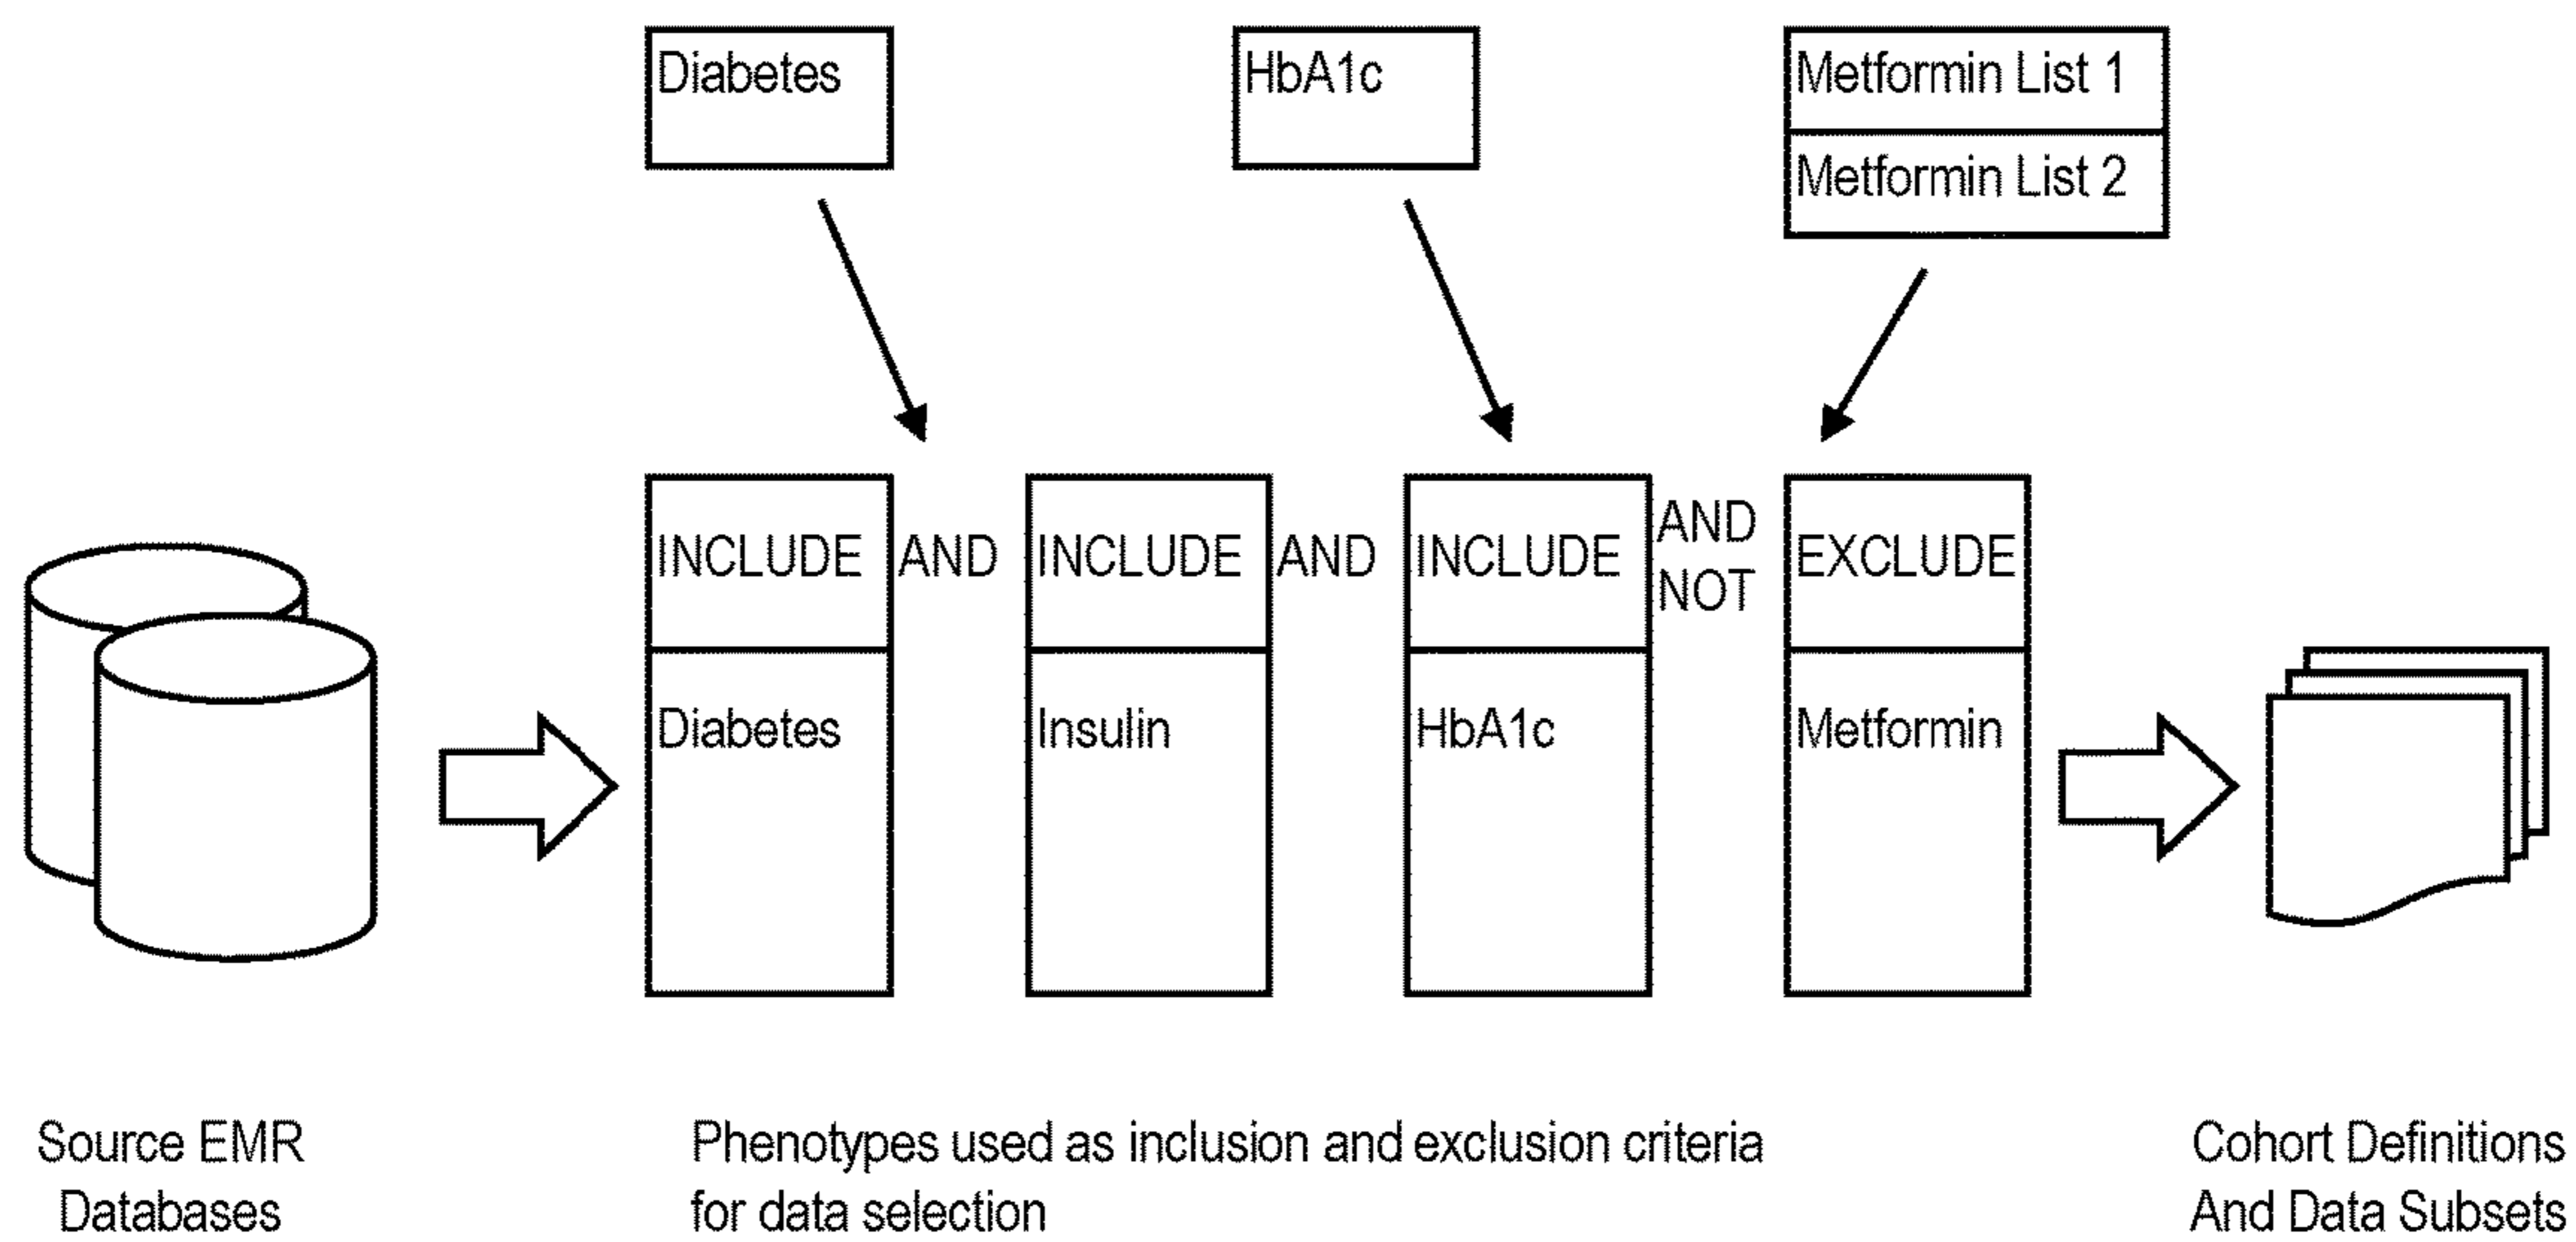 Diabetes
HbA1c
Metformin List 1
Metformin List 2
INCLUDE AND INCLUDE AND INCLUDE AND NOT EXCLUDE
Diabetes
Insulin
HbA1c
Metformin
Source EMR
Databases
Phenotypes used as inclusion and exclusion criteria
for data selection
Cohort Definitions
And Data Subsets